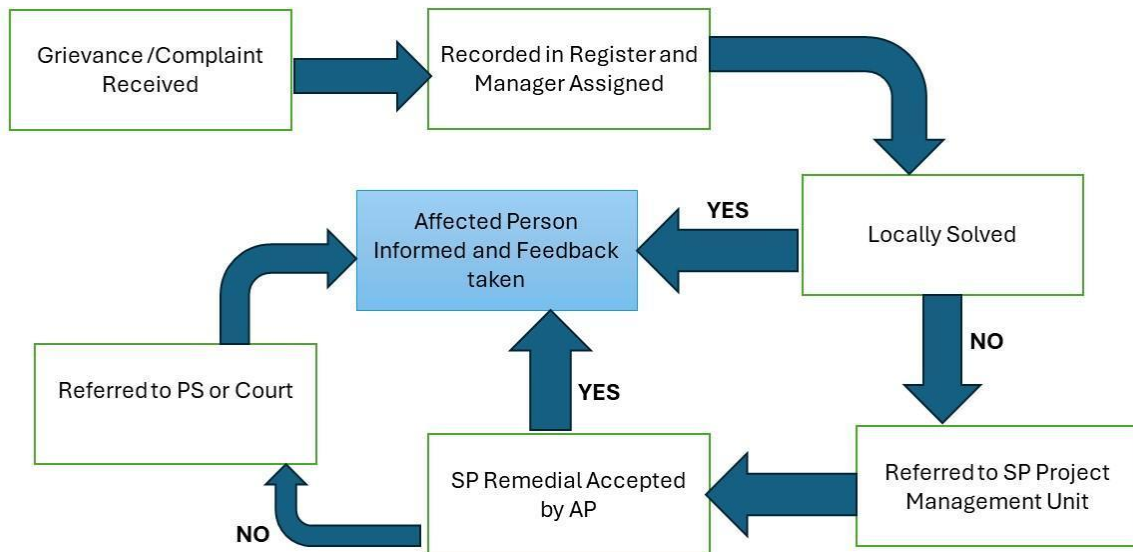 Grievance /Complaint
Received
Recorded in Register and
Manager Assigned
Affected Person
Informed and Feedback
taken
YES
Locally Solved
NO
Referred to PS or Court
YES
SP Remedial Accepted
by AP
Referred to SP Project
Management Unit
NO